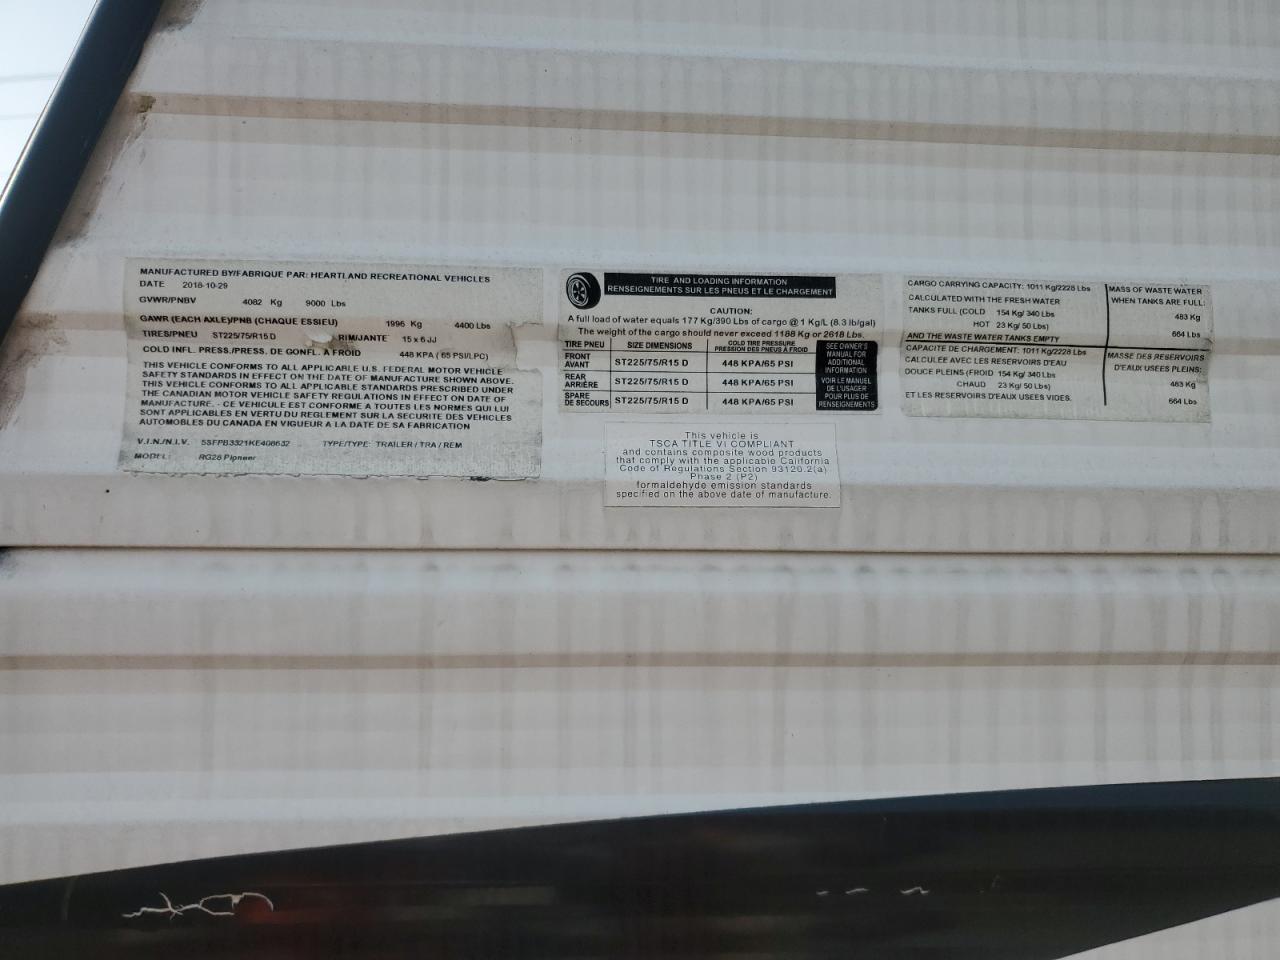 MANUFACTURED BY/FABRIQUE PAR: HEARTLAND RECREATIONAL VEHICLES
DATE 2018-10-29
GVWR/PNBV 4082 Kg 9000 Lbs
GAWR (EACH AXLE)/PNB (CHAQUE ESSIEU) 1996 Kg 4400 Lbs
TIRES/PNEU ST225/75/R15 D RIM/JANTE 15 x 6 JJ
COLD INFL. PRESS./PRESS. DE GONFL. A FROID 448 KPA ( 65 PSI/LPC)
THIS VEHICLE CONFORMS TO ALL APPLICABLE U.S. FEDERAL MOTOR VEHICLE
SAFETY STANDARDS IN EFFECT ON THE DATE OF MANUFACTURE SHOWN ABOVE.
THIS VEHICLE CONFORMS TO ALL APPLICABLE STANDARDS PRESCRIBED UNDER
THE CANADIAN MOTOR VEHICLE SAFETY REGULATIONS IN EFFECT ON DATE OF
MANUFACTURE. - CE VEHICULE EST CONFORME A TOUTES LES NORMES QUI LUI
SONT APPLICABLES EN VERTU DU REGLEMENT SUR LA SECURITE DES VEHICLES
AUTOMOBILES DU CANADA EN VIGUEUR A LA DATE DE SA FABRICATION
V.I.N./N.I.V. 5SFPB3321KE408632 TYPE/TYPE: TRAILER / TRA / REM
MODEL: RG28 Pioneer
TIRE AND LOADING INFORMATION
RENSEIGNEMENTS SUR LES PNEUS ET LE CHARGEMENT
CAUTION:
A full load of water equals 177 Kg/390 Lbs of cargo @ 1 Kg/L (8.3 lb/gal)
The weight of the cargo should never exceed 1188 Kg or 2618 Lbs.
TIRE PNEU SIZE DIMENSIONS COLD TIRE PRESSURE
PRESSION DES PNEUS À FROID
FRONT
AVANT ST225/75/R15 D 448 KPA/65 PSI
REAR
ARRIÈRE ST225/75/R15 D 448 KPA/65 PSI
SPARE
DE SECOURS ST225/75/R15 D 448 KPA/65 PSI
SEE OWNER'S
MANUAL FOR
ADDITIONAL
INFORMATION
VOIR LE MANUEL
DE L'USAGER
POUR PLUS DE
RENSEIGNEMENTS
This vehicle is
TSCA TITLE VI COMPLIANT
and contains composite wood products
that comply with the applicable California
Code of Regulations Section 93120.2(a)
Phase 2 (P2)
formaldehyde emission standards
specified on the above date of manufacture.
CARGO CARRYING CAPACITY: 1011 Kg/2228 Lbs
CALCULATED WITH THE FRESH WATER
TANKS FULL (COLD 154 Kg/ 340 Lbs
HOT 23 Kg/ 50 Lbs)
AND THE WASTE WATER TANKS EMPTY
CAPACITE DE CHARGEMENT: 1011 Kg/2228 Lbs
CALCULEE AVEC LES RESERVOIRS D'EAU
DOUCE PLEINS (FROID 154 Kg/ 340 Lbs
CHAUD 23 Kg/ 50 Lbs)
ET LES RESERVOIRS D'EAUX USEES VIDES.
MASS OF WASTE WATER
WHEN TANKS ARE FULL:
483 Kg
664 Lbs
MASSE DES RESERVOIRS
D'EAUX USEES PLEINS:
483 Kg
664 Lbs